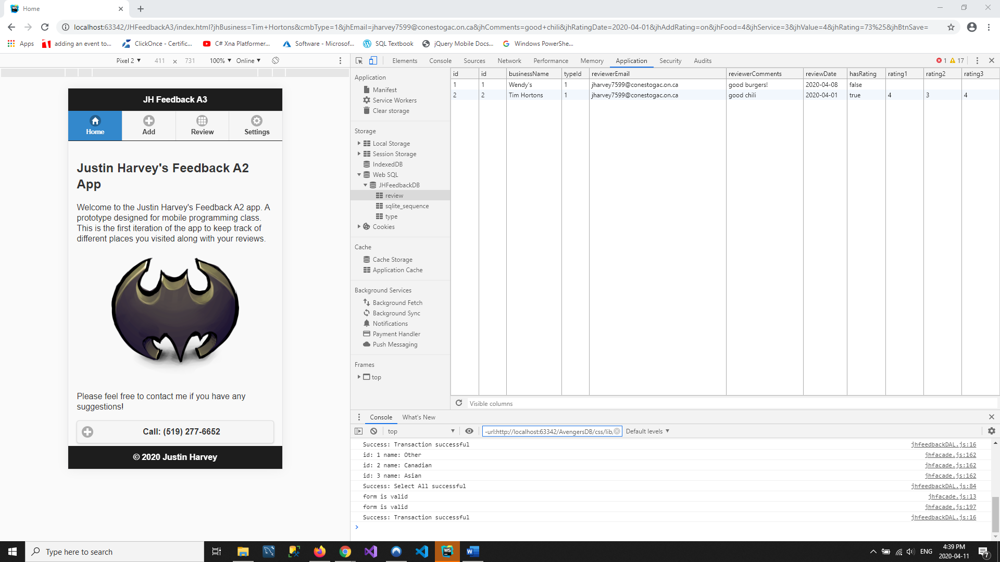 Home
localhost:63342/JHFeedbackA3/index.html?jhBusiness=Tim+Hortons&cmbType=1&jhEmail=jharvey7599@conestogac.on.ca&jhComments=good+chili&jhRatingDate=2020-04-01&jhAddRating=on&jhFood=4&jhService=3&jhValue=4&jhRating=73%25&jhBtnSave=
Apps adding an event to... ClickOnce - Certific... C# Xna Platformer... Software - Microsof... SQL Textbook jQuery Mobile Docs... Windows PowerShe...
Pixel 2 411 × 731 100% Online
Elements Console Sources Network Performance Memory Application Security Audits 1 17
JH Feedback A3
Home Add Review Settings
Justin Harvey's Feedback A2
App
Welcome to the Justin Harvey's Feedback A2 app. A
prototype designed for mobile programming class.
This is the first iteration of the app to keep track of
different places you visited along with your reviews.
Please feel free to contact me if you have any
suggestions!
Call: (519) 277-6652
© 2020 Justin Harvey
Application
Manifest
Service Workers
Clear storage
Storage
Local Storage
Session Storage
IndexedDB
Web SQL
JHFeedbackDB
review
sqlite_sequence
type
Cookies
Cache
Cache Storage
Application Cache
Background Services
Background Fetch
Background Sync
Notifications
Payment Handler
Push Messaging
Frames
top
id id businessName typeId reviewerEmail reviewerComments reviewDate hasRating rating1 rating2 rating3
1 1 Wendy's 1 jharvey7599@conestogac.on.ca good burgers! 2020-04-08 false
2 2 Tim Hortons 1 jharvey7599@conestogac.on.ca good chili 2020-04-01 true 4 3 4
Visible columns
Console What's New
top -url:http://localhost:63342/AvengersDB/css/lib, Default levels
Success: Transaction successful jhfeedbackDAL.js:16
id: 1 name: Other jhfacade.js:162
id: 2 name: Canadian jhfacade.js:162
id: 3 name: Asian jhfacade.js:162
Success: Select All successful jhfeedbackDAL.js:84
form is valid jhfacade.js:13
form is valid jhfacade.js:197
Success: Transaction successful jhfeedbackDAL.js:16
Type here to search
WS
ENG
4:39 PM
2020-04-11
7